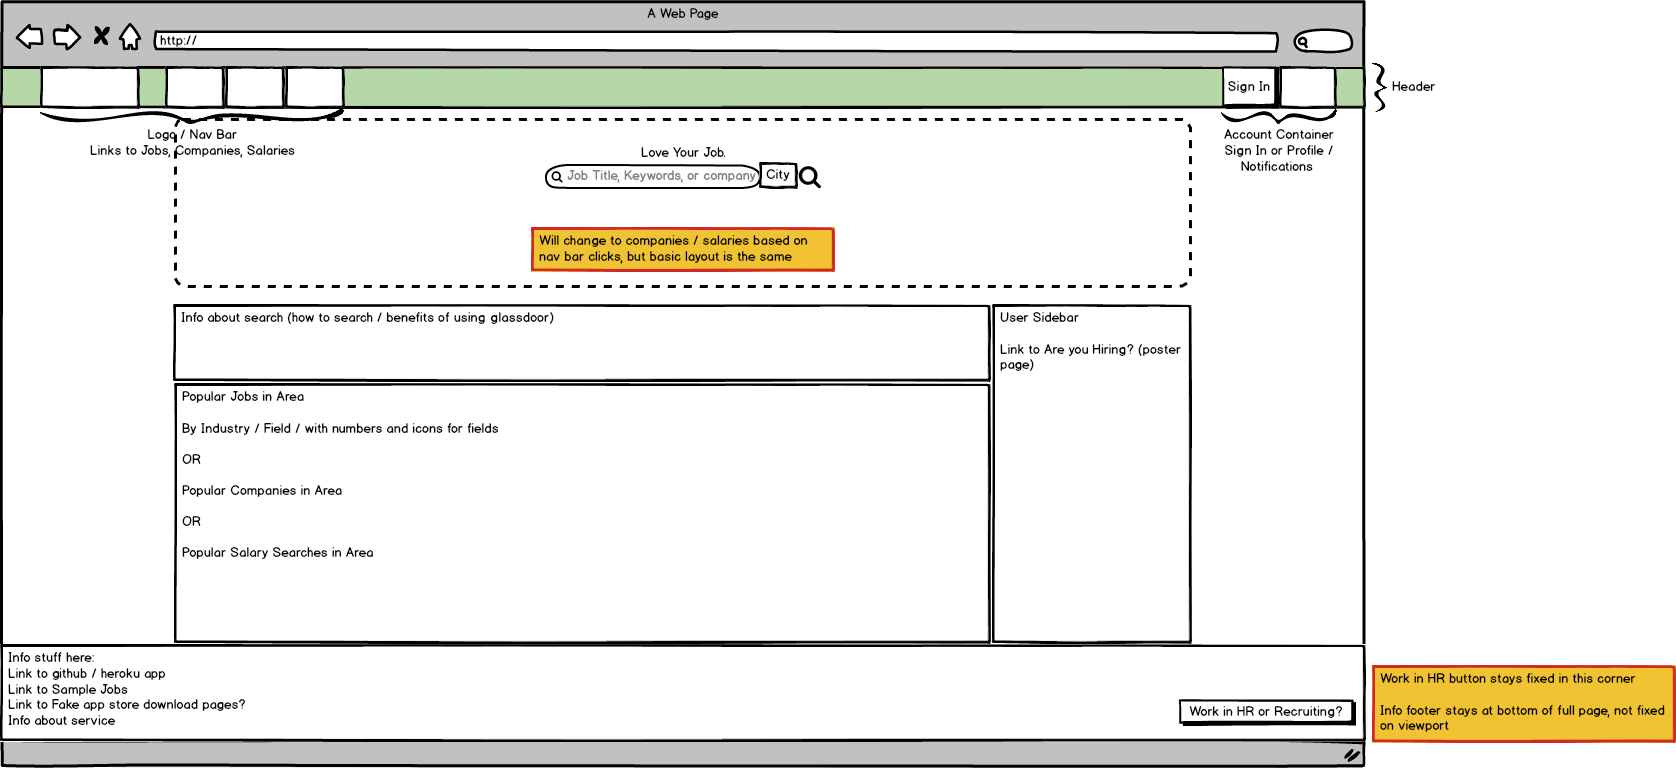 A Web Page
http://
Sign In
Header
Logo / Nav Bar
Links to Jobs, Companies, Salaries
Account Container
Sign In or Profile /
Notifications
Love Your Job.
Job Title, Keywords, or company
City
Will change to companies / salaries based on
nav bar clicks, but basic layout is the same
Info about search (how to search / benefits of using glassdoor)
User Sidebar
Link to Are you Hiring? (poster
page)
Popular Jobs in Area
By Industry / Field / with numbers and icons for fields
OR
Popular Companies in Area
OR
Popular Salary Searches in Area
Info stuff here:
Link to github / heroku app
Link to Sample Jobs
Link to Fake app store download pages?
Info about service
Work in HR or Recruiting?
Work in HR button stays fixed in this corner
Info footer stays at bottom of full page, not fixed
on viewport